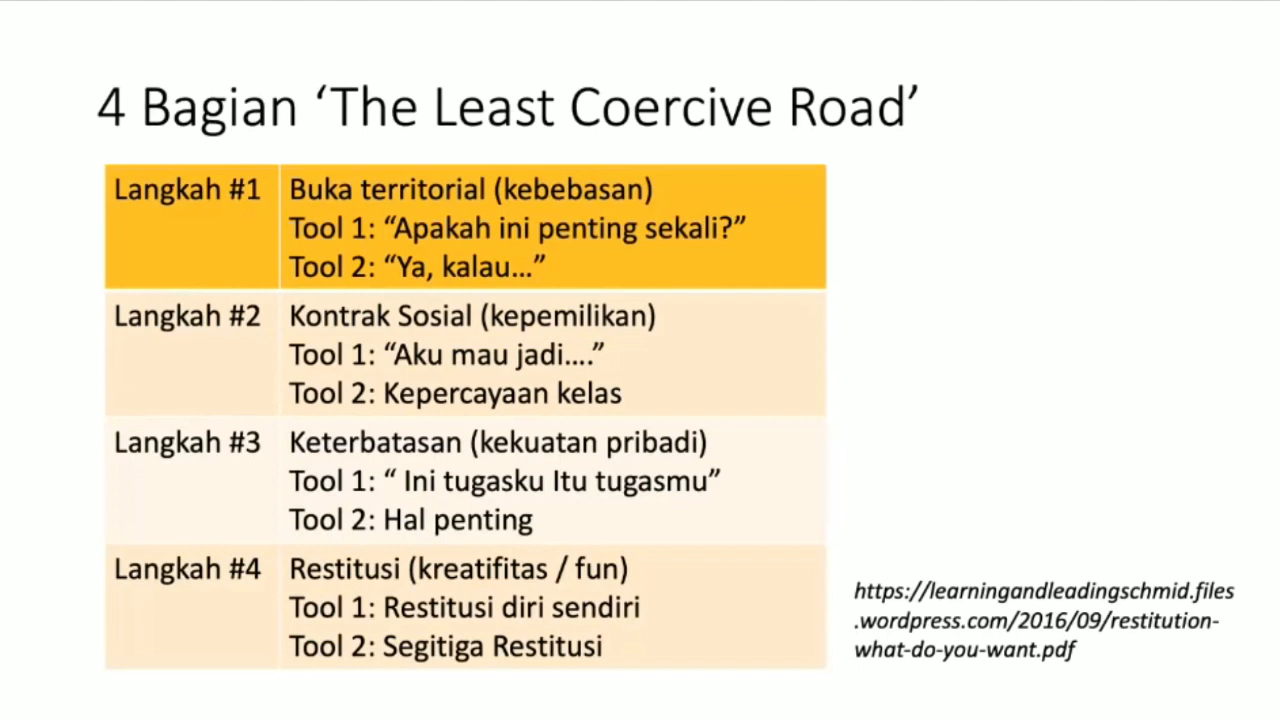 4 Bagian ‘The Least Coercive Road’
Langkah #1
Buka territorial (kebebasan)
Tool 1: “Apakah ini penting sekali?”
Tool 2: “Ya, kalau…”
Langkah #2
Kontrak Sosial (kepemilikan)
Tool 1: “Aku mau jadi….”
Tool 2: Kepercayaan kelas
Langkah #3
Keterbatasan (kekuatan pribadi)
Tool 1: “ Ini tugasku Itu tugasmu”
Tool 2: Hal penting
Langkah #4
Restitusi (kreatifitas / fun)
Tool 1: Restitusi diri sendiri
Tool 2: Segitiga Restitusi
https://learningandleadingschmid.files
.wordpress.com/2016/09/restitution-
what-do-you-want.pdf